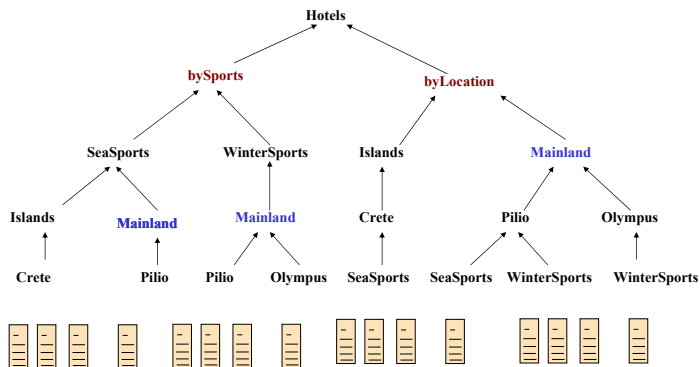 Hotels
bySports byLocation
SeaSports WinterSports Islands Mainland
Islands Mainland Mainland Crete Pilio Olympus
Crete Pilio Pilio Olympus SeaSports SeaSports WinterSports WinterSports